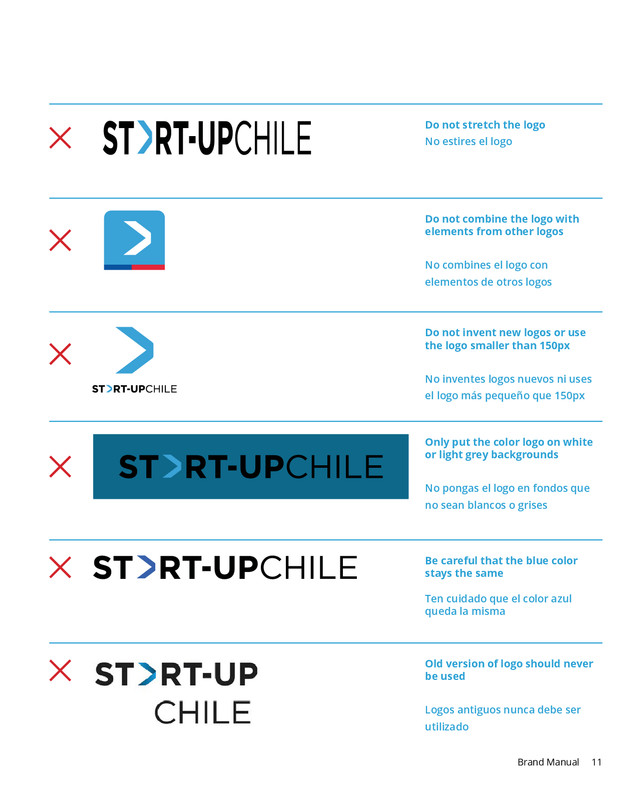 ST RT-UPCHILE
Do not stretch the logo
No estires el logo
Do not combine the logo with
elements from other logos
No combines el logo con
elementos de otros logos
ST RT-UPCHILE
Do not invent new logos or use
the logo smaller than 150px
No inventes logos nuevos ni uses
el logo más pequeño que 150px
ST RT-UPCHILE
Only put the color logo on white
or light grey backgrounds
No pongas el logo en fondos que
no sean blancos o grises
ST RT-UPCHILE
Be careful that the blue color
stays the same
Ten cuidado que el color azul
queda la misma
ST RT-UP
CHILE
Old version of logo should never
be used
Logos antiguos nunca debe ser
utilizado
Brand Manual 11